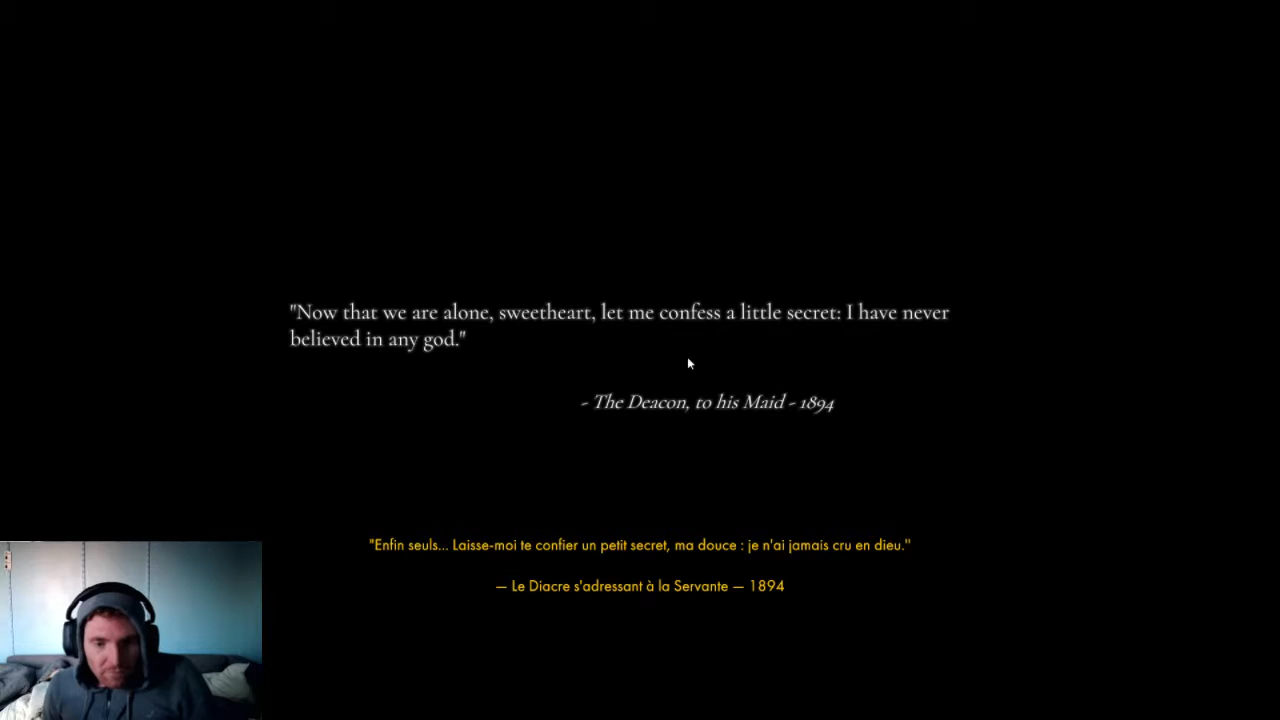 "Now that we are alone, sweetheart, let me confess a little secret: I have never
believed in any god."
- The Deacon, to his Maid - 1894
"Enfin seuls... Laisse-moi te confier un petit secret, ma douce : je n'ai jamais cru en dieu."
— Le Diacre s'adressant à la Servante — 1894